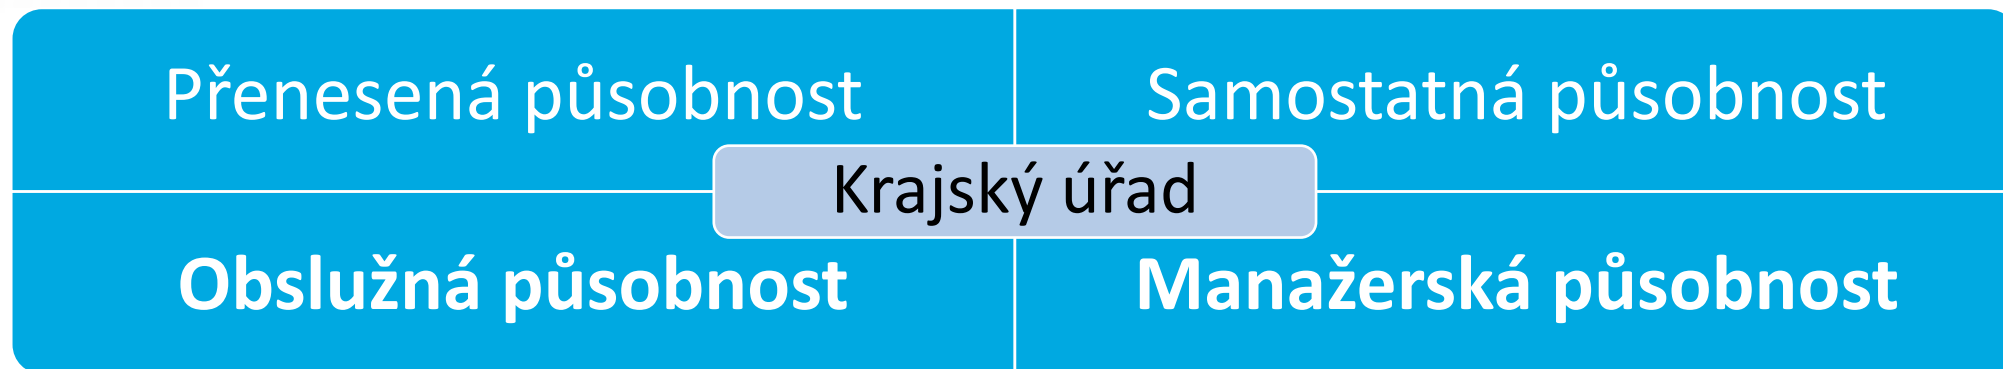 Přenesená působnost
Samostatná působnost
Krajský úřad
Obslužná působnost
Manažerská působnost